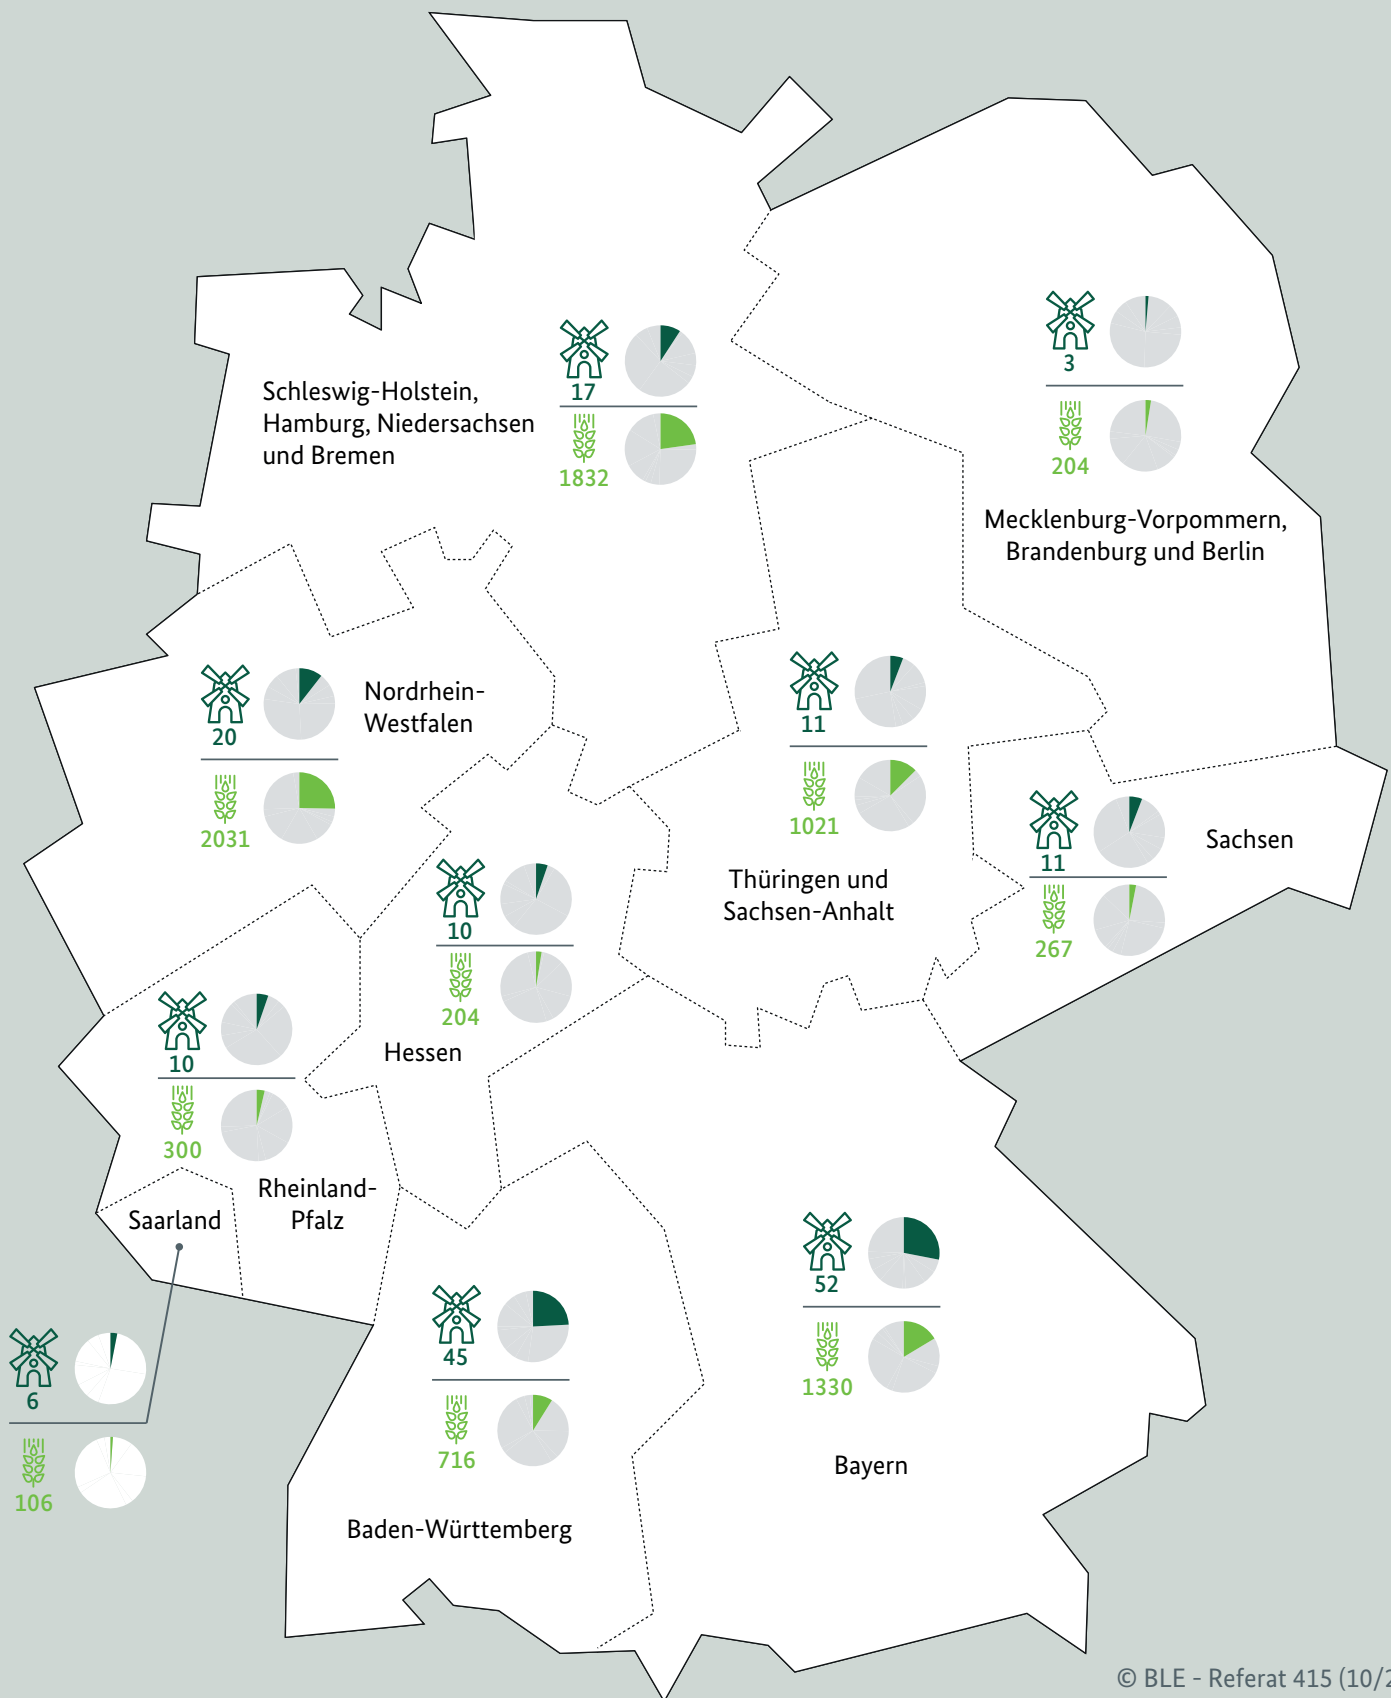 3
204
Mecklenburg-Vorpommern,
Brandenburg und Berlin
Schleswig-Holstein,
Hamburg, Niedersachsen
und Bremen
17
1832
20
2031
Nordrhein-
Westfalen
11
1021
Thüringen und
Sachsen-Anhalt
11
267
Sachsen
10
204
Hessen
10
300
Rheinland-
Pfalz
Saarland
6
106
45
716
Baden-Württemberg
52
1330
Bayern
© BLE - Referat 415 (10/2